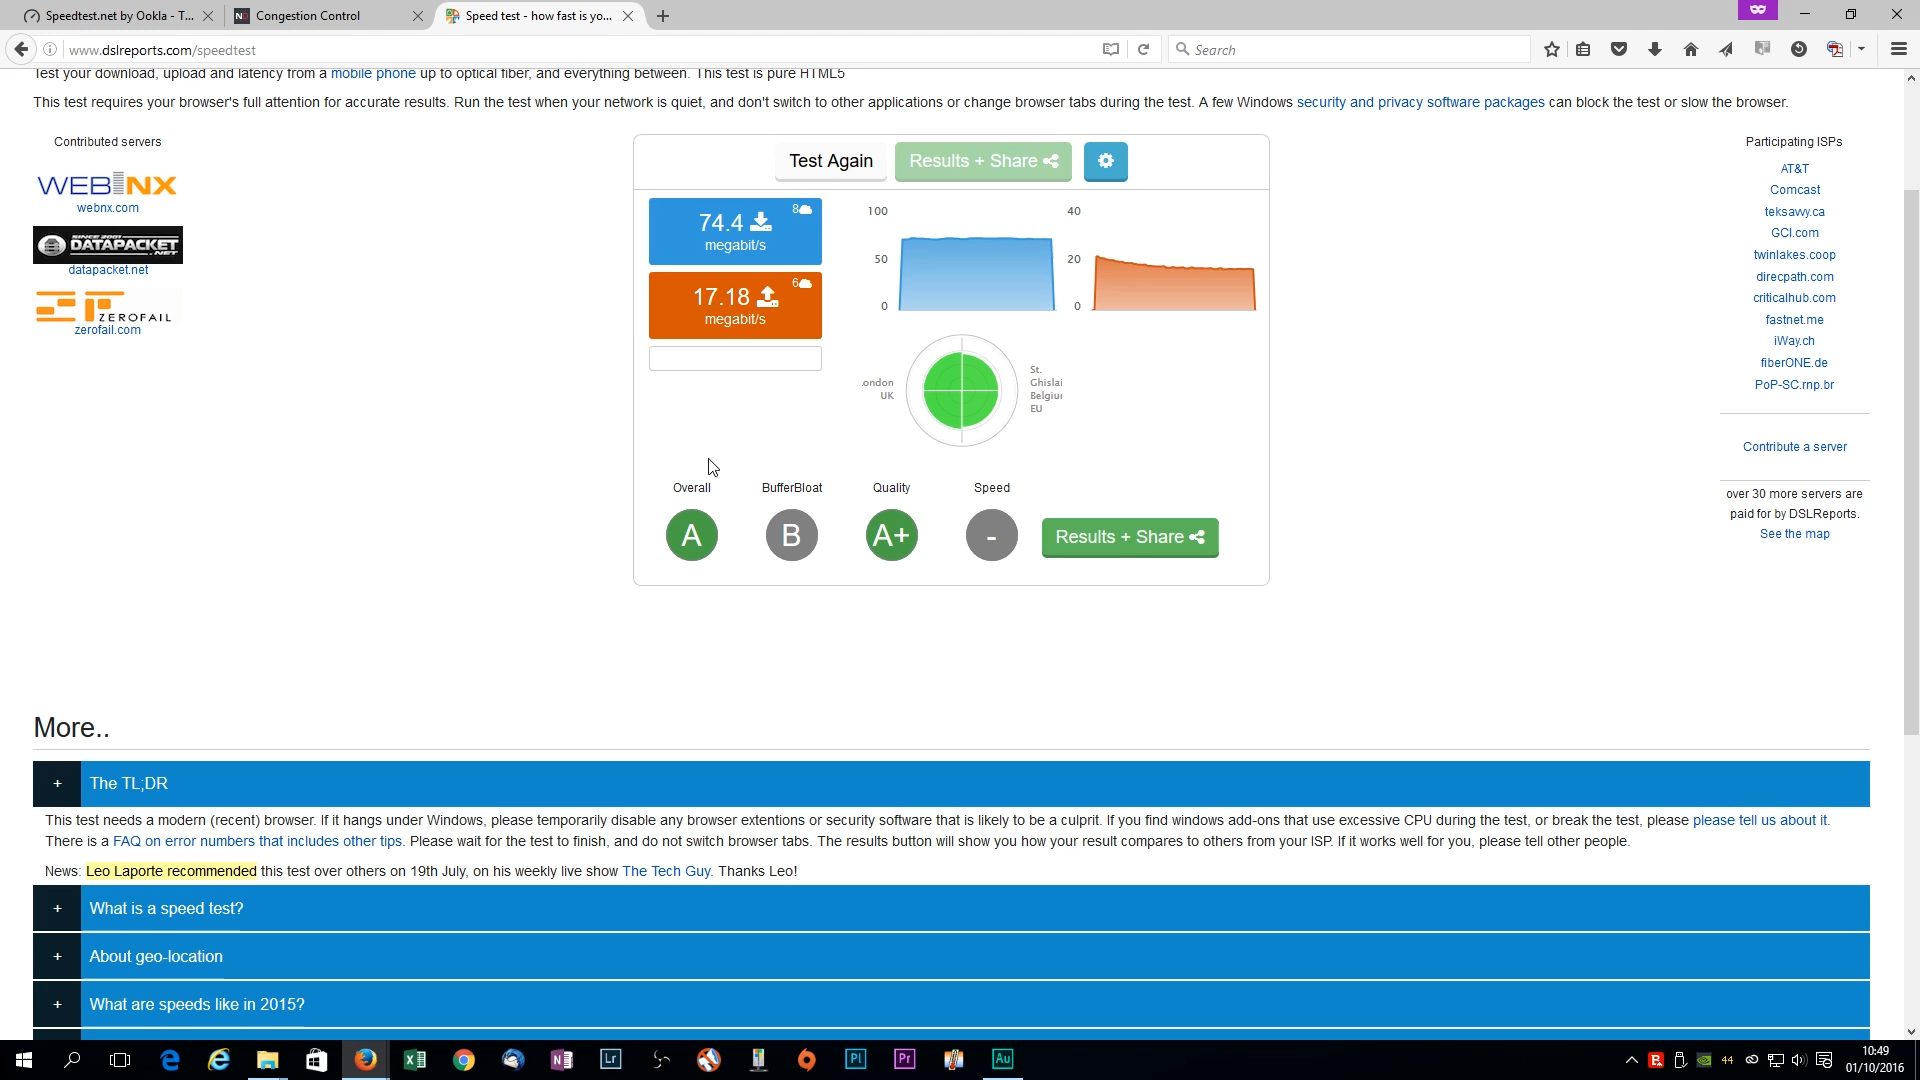 Speedtest.net by Ookla - T...
Congestion Control
Speed test - how fast is yo...
www.dslreports.com/speedtest
Search
Test your download, upload and latency from a mobile phone up to optical fiber, and everything between. This test is pure HTML5
This test requires your browser's full attention for accurate results. Run the test when your network is quiet, and don't switch to other applications or change browser tabs during the test. A few Windows security and privacy software packages can block the test or slow the browser.
Contributed servers
WEBNX
webnx.com
SINCE 2001
DATAPACKET.NET
datapacket.net
ZEROFAIL
zerofail.com
Test Again
Results + Share
74.4
8
megabit/s
17.18
6
megabit/s
100
50
0
40
20
0
London
UK
St.
Ghislai
Belgiu
EU
Overall
BufferBloat
Quality
Speed
A
B
A+
-
Results + Share
Participating ISPs
AT&T
Comcast
teksavvy.ca
GCI.com
twinlakes.coop
direcpath.com
criticalhub.com
fastnet.me
iWay.ch
fiberONE.de
PoP-SC.rnp.br
Contribute a server
over 30 more servers are
paid for by DSLReports.
See the map
More..
+ The TL;DR
This test needs a modern (recent) browser. If it hangs under Windows, please temporarily disable any browser extentions or security software that is likely to be a culprit. If you find windows add-ons that use excessive CPU during the test, or break the test, please please tell us about it.
There is a FAQ on error numbers that includes other tips. Please wait for the test to finish, and do not switch browser tabs. The results button will show you how your result compares to others from your ISP. If it works well for you, please tell other people.
News: Leo Laporte recommended this test over others on 19th July, on his weekly live show The Tech Guy. Thanks Leo!
+ What is a speed test?
+ About geo-location
+ What are speeds like in 2015?
Lr
Pl
Pr
Au
44
10:49
01/10/2016